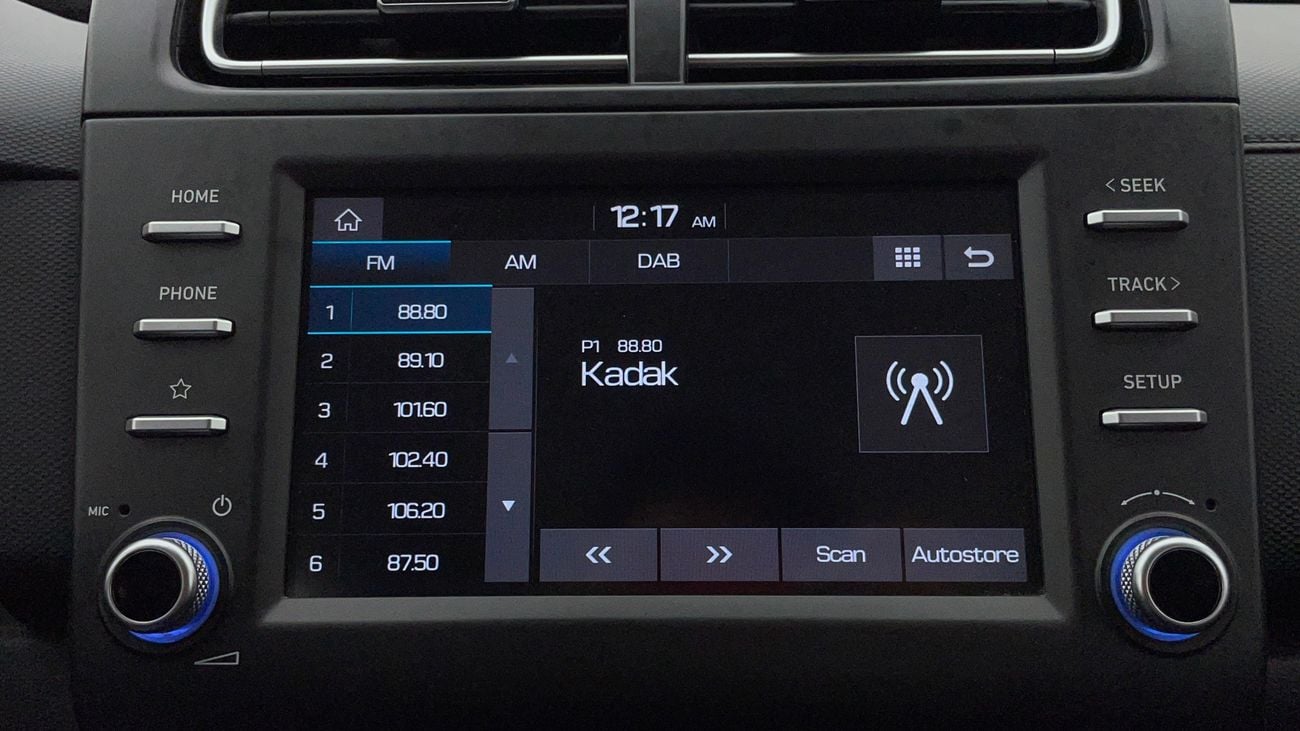 HOME
PHONE
MIC
12:17 AM
FM AM DAB
1 88.80
2 89.10
3 101.60
4 102.40
5 106.20
6 87.50
P1 88.80
Kadak
<< >> Scan Autostore
< SEEK
TRACK >
SETUP